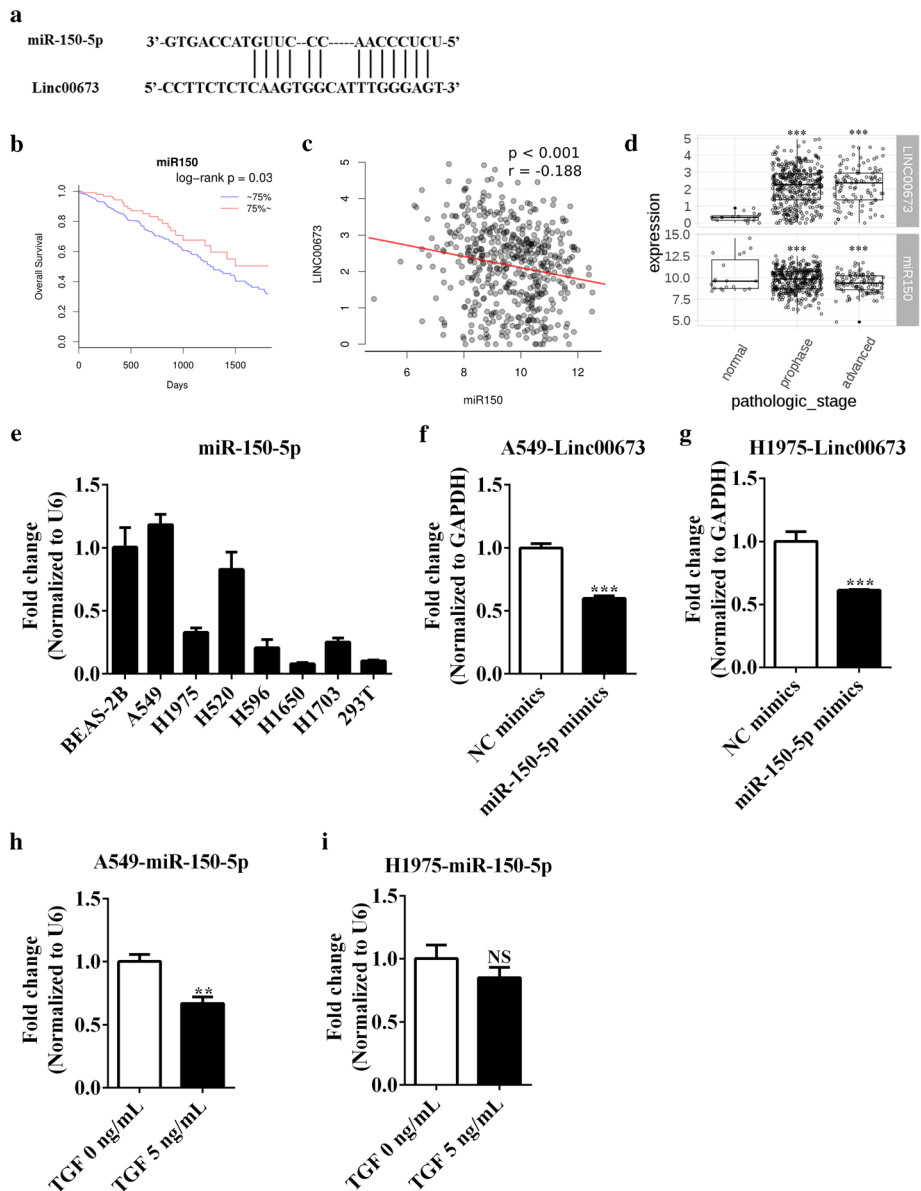 a
miR-150-5p 3’-GTGACCATGUUC--CC-----AACCCUCU-5’
Linc00673 5’-CCTTCTCTCAAGTGGCATTTGGGAGT-3’
b
miR150
log−rank p = 0.03
~75%
75%~
Overall Survival
1.0
0.8
0.6
0.4
0.2
0.0
0 500 1000 1500
Days
c
p < 0.001
r = -0.188
LINC00673
5
4
3
2
1
0
6 8 10 12
miR150
d
*** ***
LINC00673
5
4
3
2
1
0
expression
*** ***
miR150
15.0
12.5
10.0
7.5
5.0
normal prophase advanced
pathologic_stage
e
miR-150-5p
Fold change
(Normalized to U6)
1.5
1.0
0.5
0.0
BEAS-2B A549 H1975 H520 H596 H1650 H1703 293T
f
A549-Linc00673
Fold change
(Normalized to GAPDH)
1.5
1.0
0.5
0.0
***
NC mimics miR-150-5p mimics
g
H1975-Linc00673
Fold change
(Normalized to GAPDH)
1.5
1.0
0.5
0.0
***
NC mimics miR-150-5p mimics
h
A549-miR-150-5p
Fold change
(Normalized to U6)
1.5
1.0
0.5
0.0
**
TGF 0 ng/mL TGF 5 ng/mL
i
H1975-miR-150-5p
Fold change
(Normalized to U6)
1.5
1.0
0.5
0.0
NS
TGF 0 ng/mL TGF 5 ng/mL